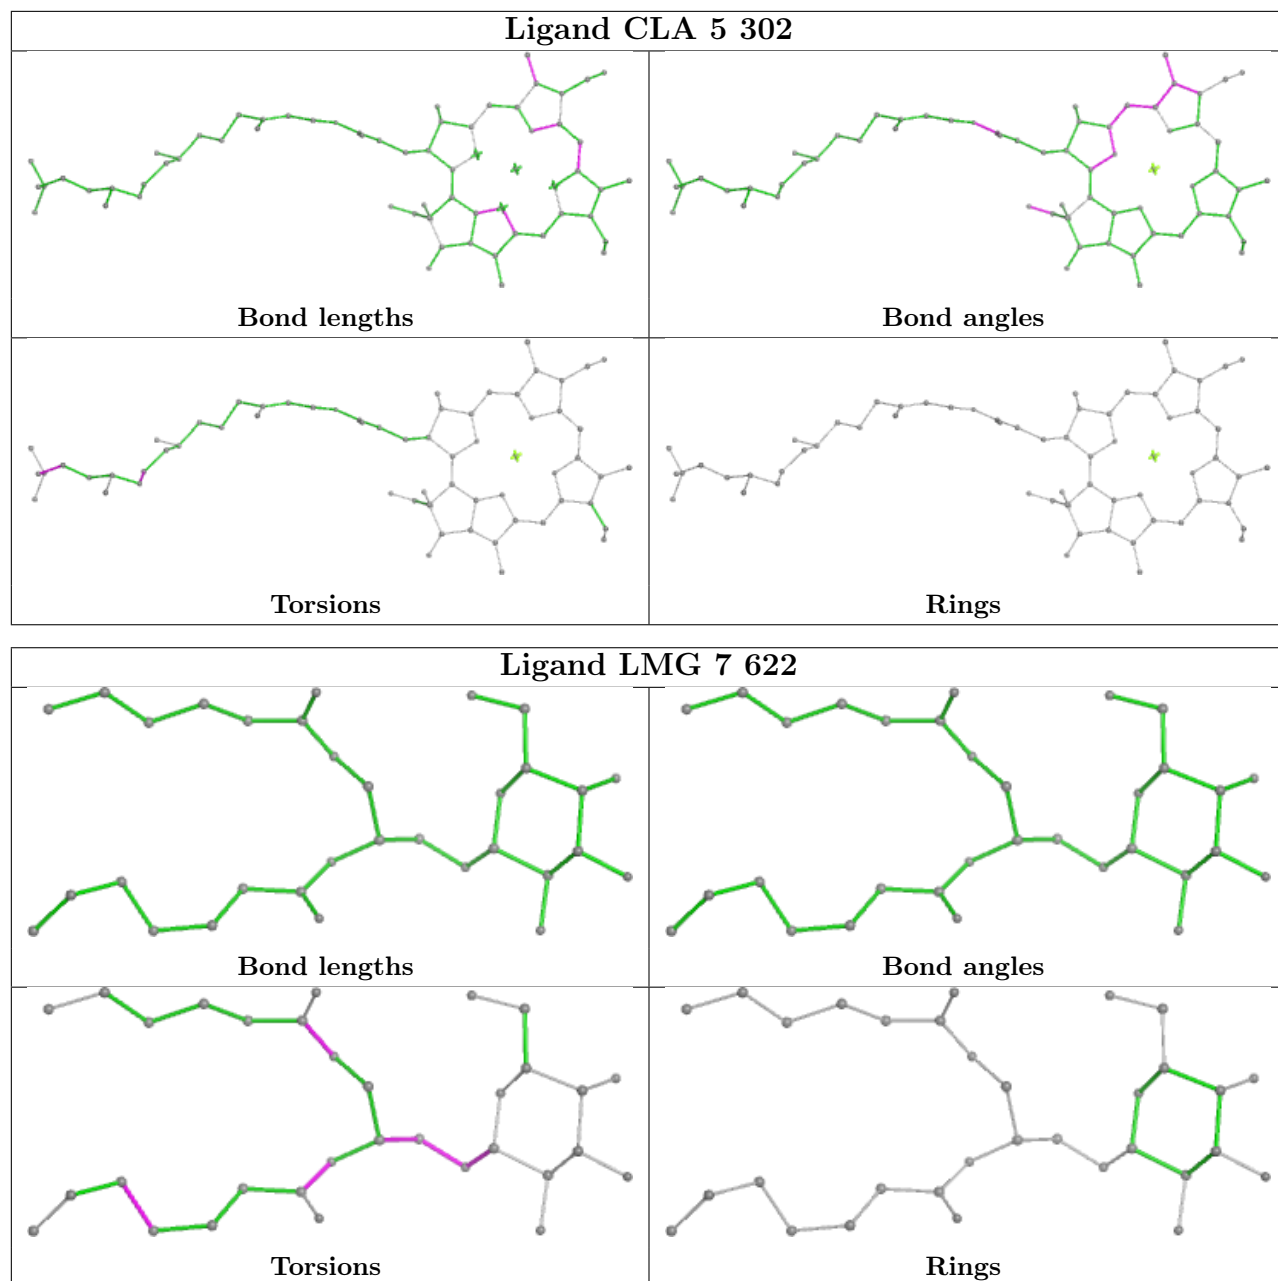 Ligand CLA 5 302
Bond lengths
Bond angles
Torsions
Rings
Ligand LMG 7 622
Bond lengths
Bond angles
Torsions
Rings